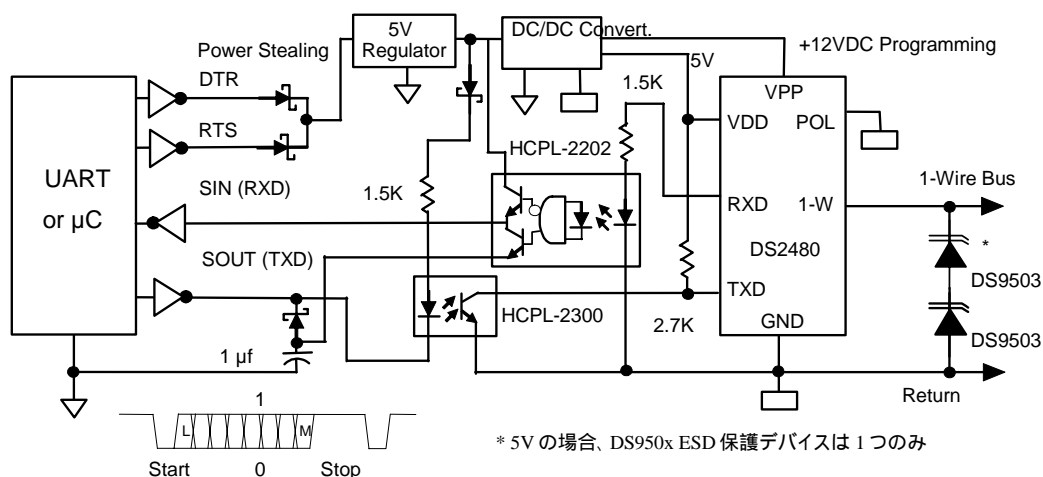 5V
Regulator
DC/DC Convert.
Power Stealing
+12VDC Programming
DTR
5V
1.5K
VPP
VDD
POL
RTS
HCPL-2202
UART
or µC
SIN (RXD)
1.5K
1-Wire Bus
RXD
1-W
SOUT (TXD)
DS2480
*
DS9503
TXD
HCPL-2300
2.7K
GND
DS9503
1 µf
Return
1
L
M
Start
0
Stop
* 5V の場合、DS950x ESD 保護デバイスは 1 つのみ